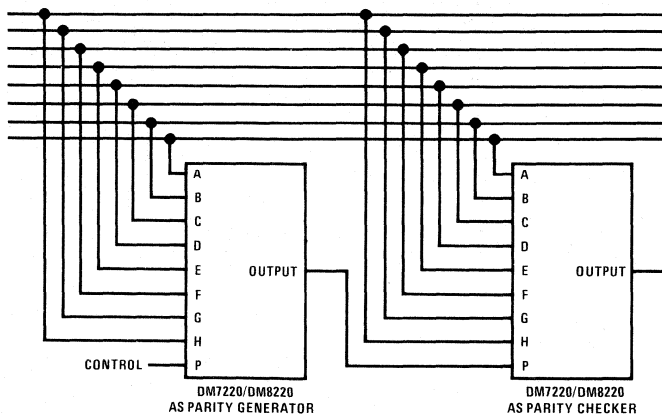 A
B
C
D
E
F
G
H
P
OUTPUT
CONTROL
DM7220/DM8220
AS PARITY GENERATOR
A
B
C
D
E
F
G
H
P
OUTPUT
DM7220/DM8220
AS PARITY CHECKER